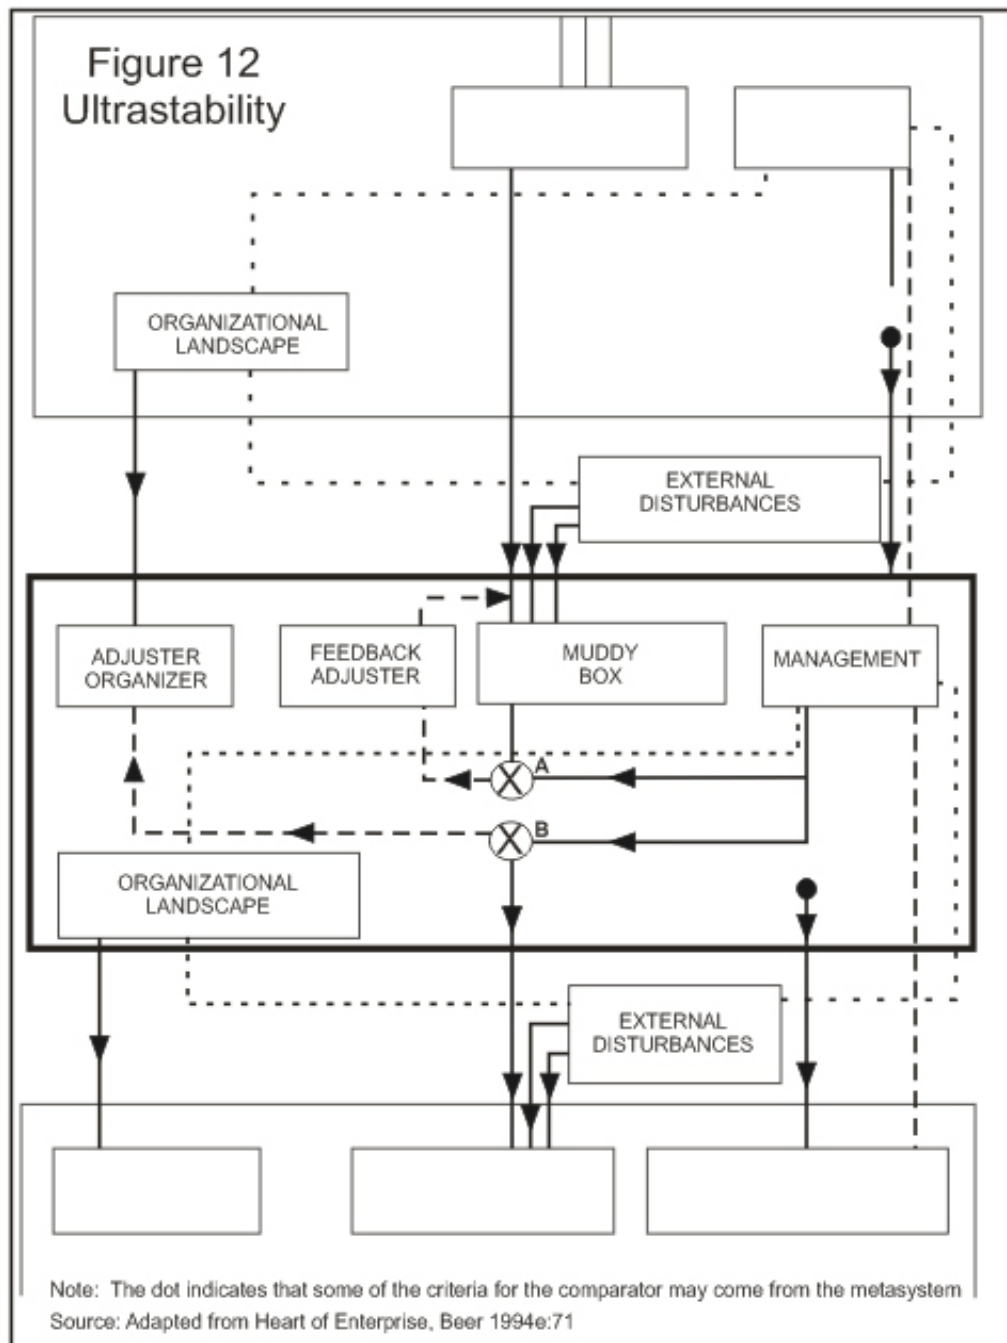 Figure 12
Ultrastability
ORGANIZATIONAL
LANDSCAPE
EXTERNAL
DISTURBANCES
ADJUSTER
ORGANIZER
FEEDBACK
ADJUSTER
MUDDY
BOX
MANAGEMENT
A
B
ORGANIZATIONAL
LANDSCAPE
EXTERNAL
DISTURBANCES
Note: The dot indicates that some of the criteria for the comparator may come from the metasystem
Source: Adapted from Heart of Enterprise, Beer 1994e:71